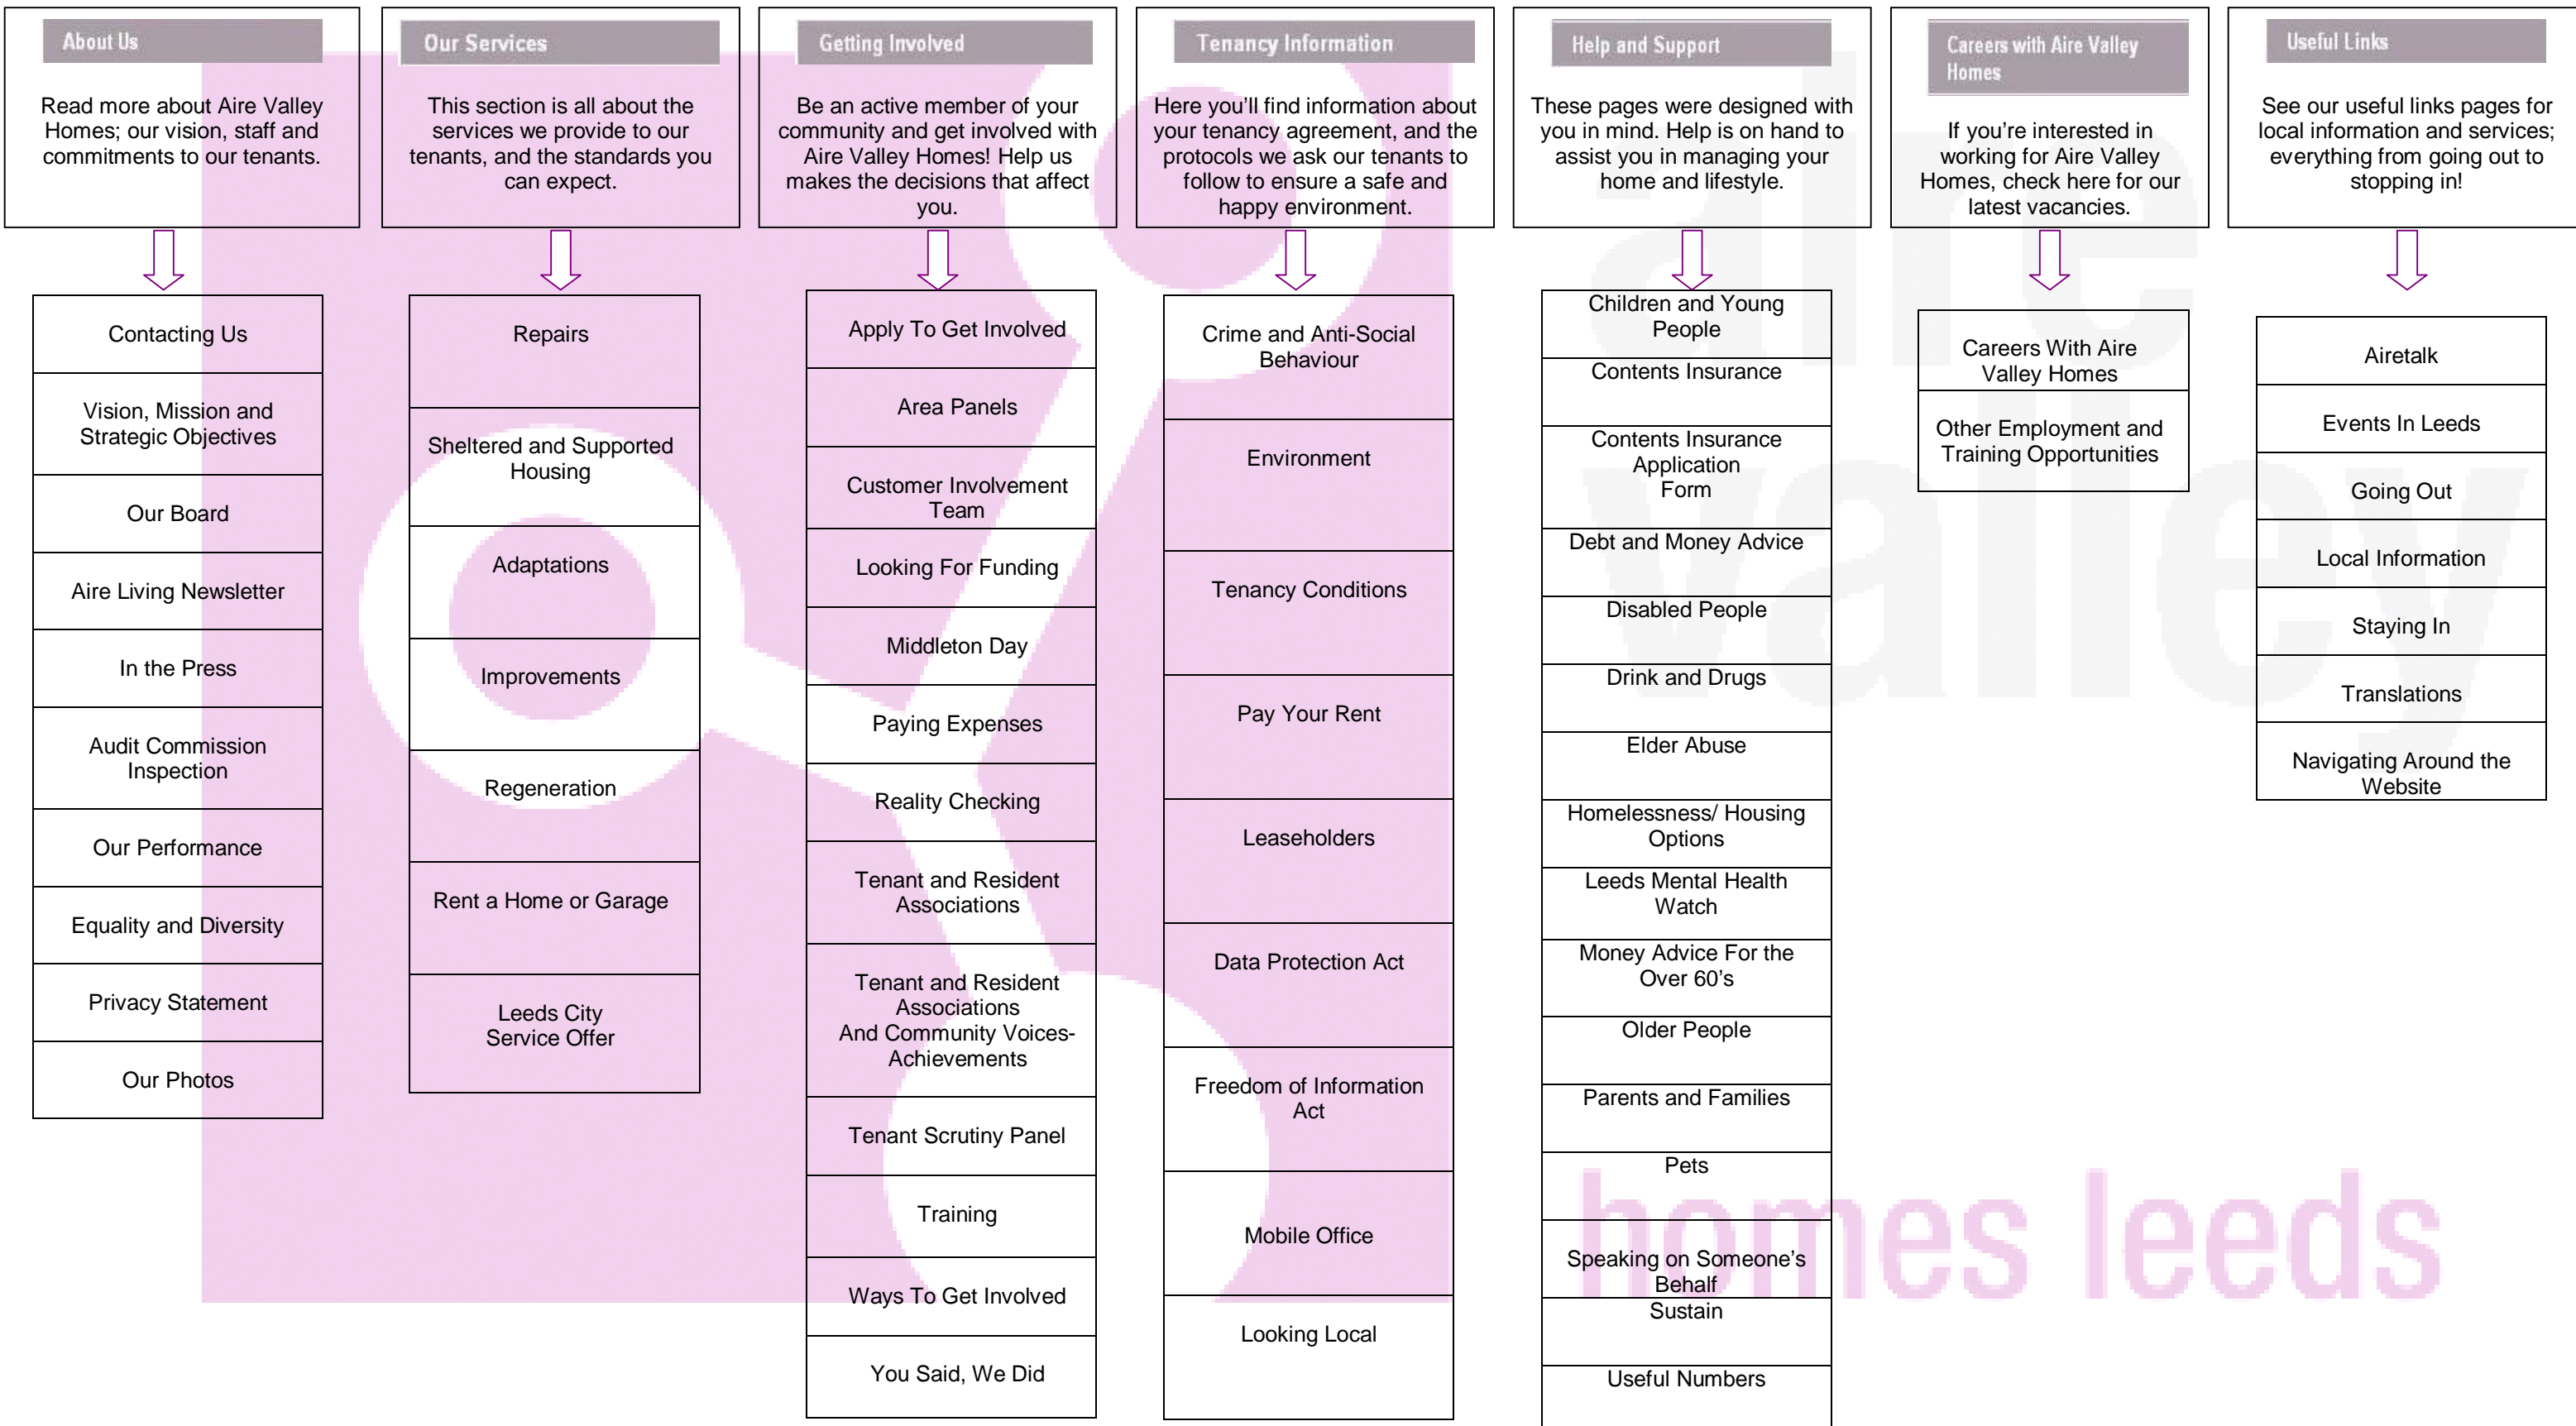 About Us
Read more about Aire Valley
Homes; our vision, staff and
commitments to our tenants.
Contacting Us
Vision, Mission and
Strategic Objectives
Our Board
Aire Living Newsletter
In the Press
Audit Commission
Inspection
Our Performance
Equality and Diversity
Privacy Statement
Our Photos
Our Services
This section is all about the
services we provide to our
tenants, and the standards you
can expect.
Repairs
Sheltered and Supported
Housing
Adaptations
Improvements
Regeneration
Rent a Home or Garage
Leeds City
Service Offer
Getting Involved
Be an active member of your
community and get involved with
Aire Valley Homes! Help us
makes the decisions that affect
you.
Apply To Get Involved
Area Panels
Customer Involvement
Team
Looking For Funding
Middleton Day
Paying Expenses
Reality Checking
Tenant and Resident
Associations
Tenant and Resident
Associations
And Community Voices-
Achievements
Tenant Scrutiny Panel
Training
Ways To Get Involved
You Said, We Did
Tenancy Information
Here you’ll find information about
your tenancy agreement, and the
protocols we ask our tenants to
follow to ensure a safe and
happy environment.
Crime and Anti-Social
Behaviour
Environment
Tenancy Conditions
Pay Your Rent
Leaseholders
Data Protection Act
Freedom of Information
Act
Mobile Office
Looking Local
Help and Support
These pages were designed with
you in mind. Help is on hand to
assist you in managing your
home and lifestyle.
Children and Young
People
Contents Insurance
Contents Insurance
Application
Form
Debt and Money Advice
Disabled People
Drink and Drugs
Elder Abuse
Homelessness/ Housing
Options
Leeds Mental Health
Watch
Money Advice For the
Over 60’s
Older People
Parents and Families
Pets
Speaking on Someone’s
Behalf
Sustain
Useful Numbers
Careers with Aire Valley
Homes
If you’re interested in
working for Aire Valley
Homes, check here for our
latest vacancies.
Careers With Aire
Valley Homes
Other Employment and
Training Opportunities
Useful Links
See our useful links pages for
local information and services;
everything from going out to
stopping in!
Airetalk
Events In Leeds
Going Out
Local Information
Staying In
Translations
Navigating Around the
Website
aire
valley
homes leeds